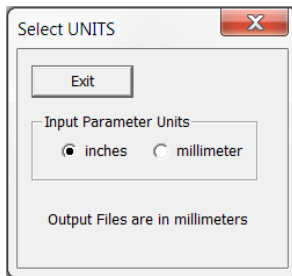 Select UNITS
Exit
Input Parameter Units
inches millimeter
Output Files are in millimeters